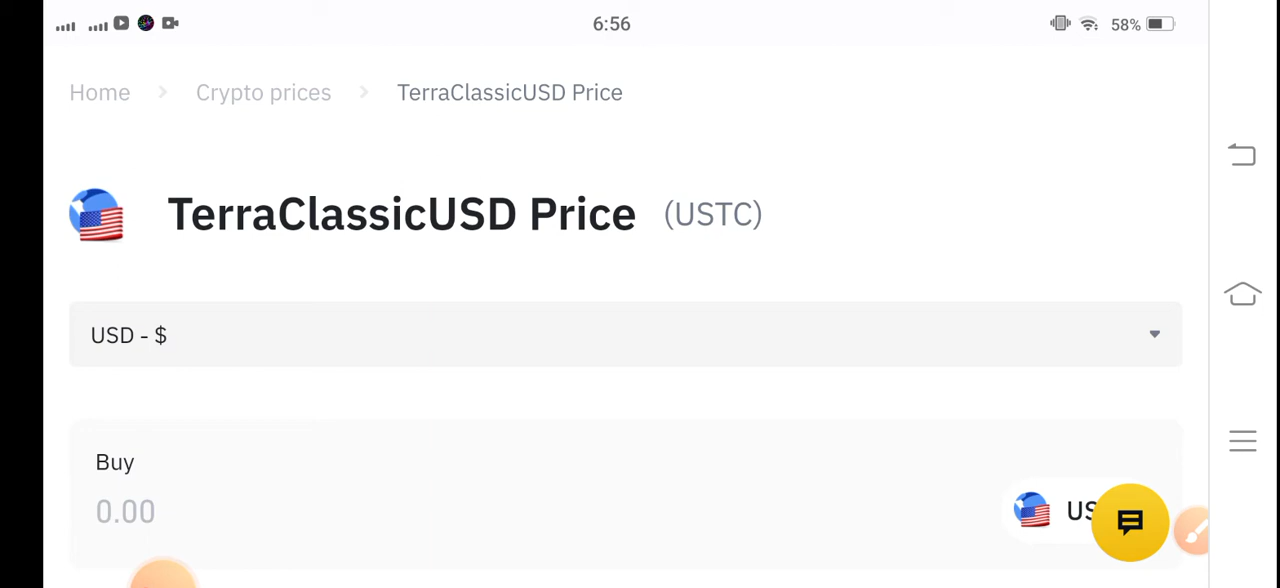 6:56
58%
Home > Crypto prices > TerraClassicUSD Price
TerraClassicUSD Price (USTC)
USD - $
Buy
0.00